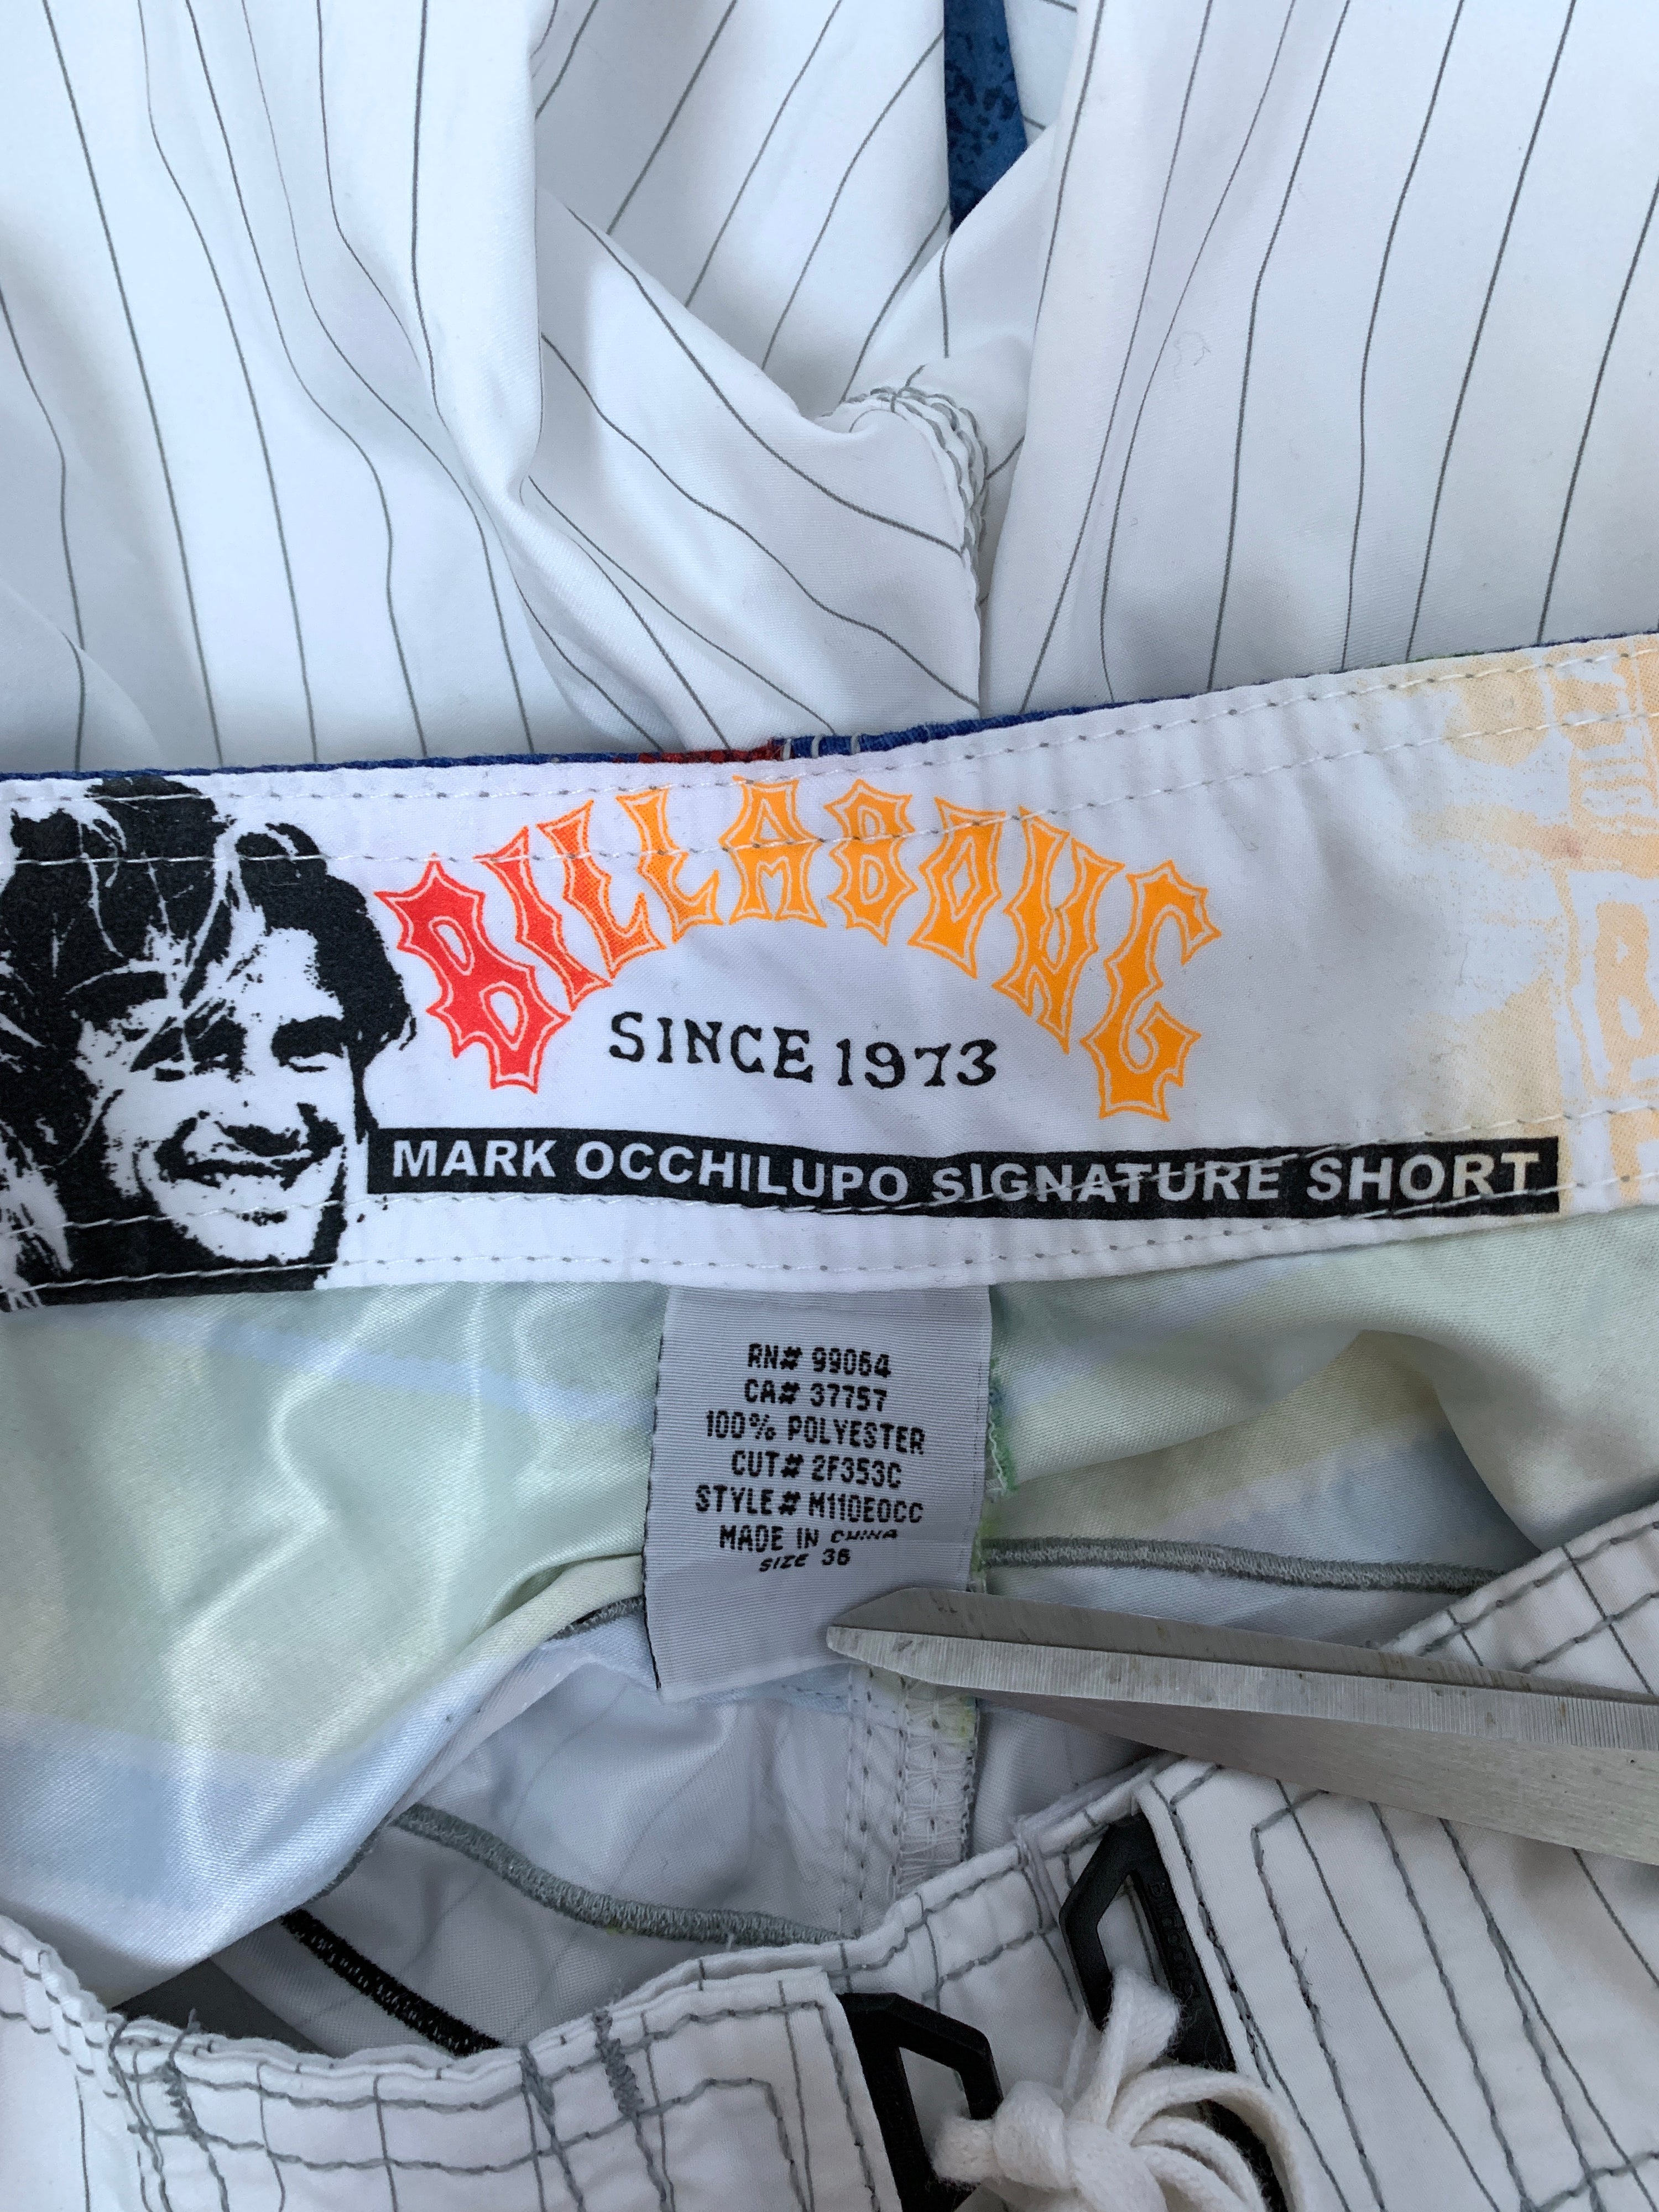 BILLABONG
SINCE 1973
MARK OCCHILUPO SIGNATURE SHORT
RN# 99064
CA# 37757
100% POLYESTER
CUT# 2F353C
STYLE# M110EOCC
MADE IN CHINA
SIZE 36